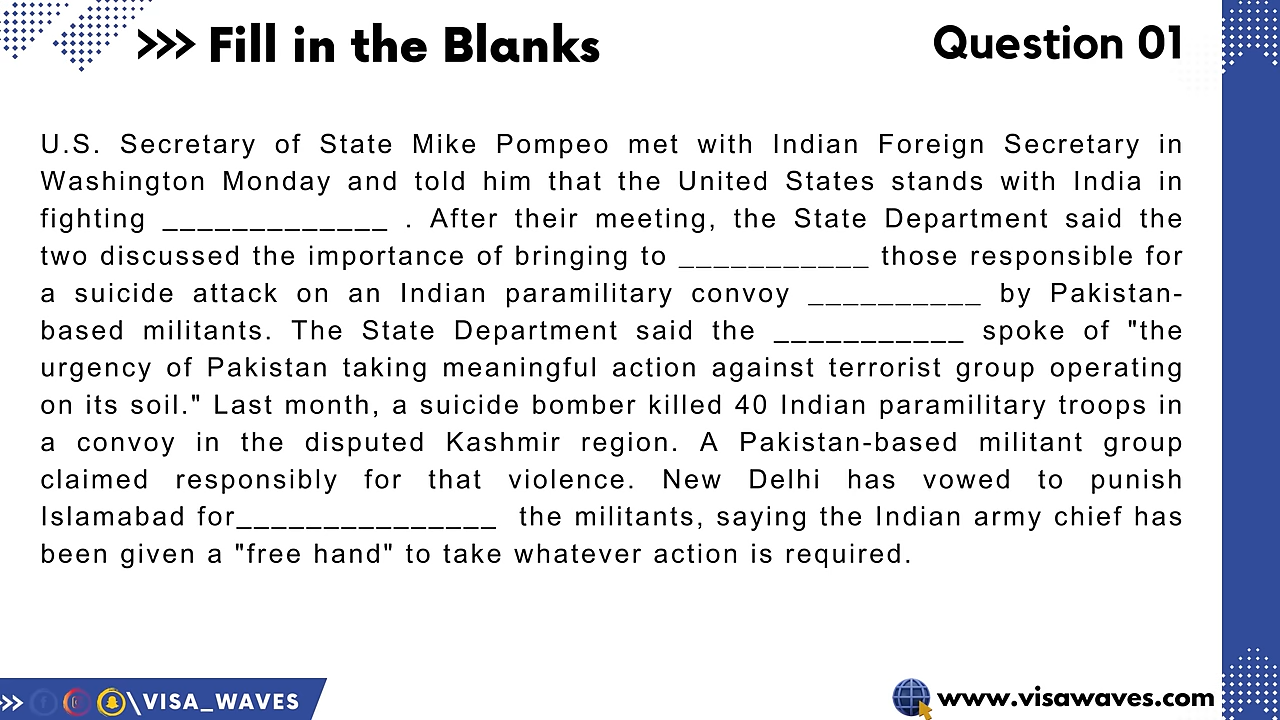 >>> Fill in the Blanks
Question 01
U.S. Secretary of State Mike Pompeo met with Indian Foreign Secretary in
Washington Monday and told him that the United States stands with India in
fighting _____________ . After their meeting, the State Department said the
two discussed the importance of bringing to ___________ those responsible for
a suicide attack on an Indian paramilitary convoy __________ by Pakistan-
based militants. The State Department said the ___________ spoke of "the
urgency of Pakistan taking meaningful action against terrorist group operating
on its soil." Last month, a suicide bomber killed 40 Indian paramilitary troops in
a convoy in the disputed Kashmir region. A Pakistan-based militant group
claimed responsibly for that violence. New Delhi has vowed to punish
Islamabad for_______________ the militants, saying the Indian army chief has
been given a "free hand" to take whatever action is required.
\VISA_WAVES
www.visawaves.com